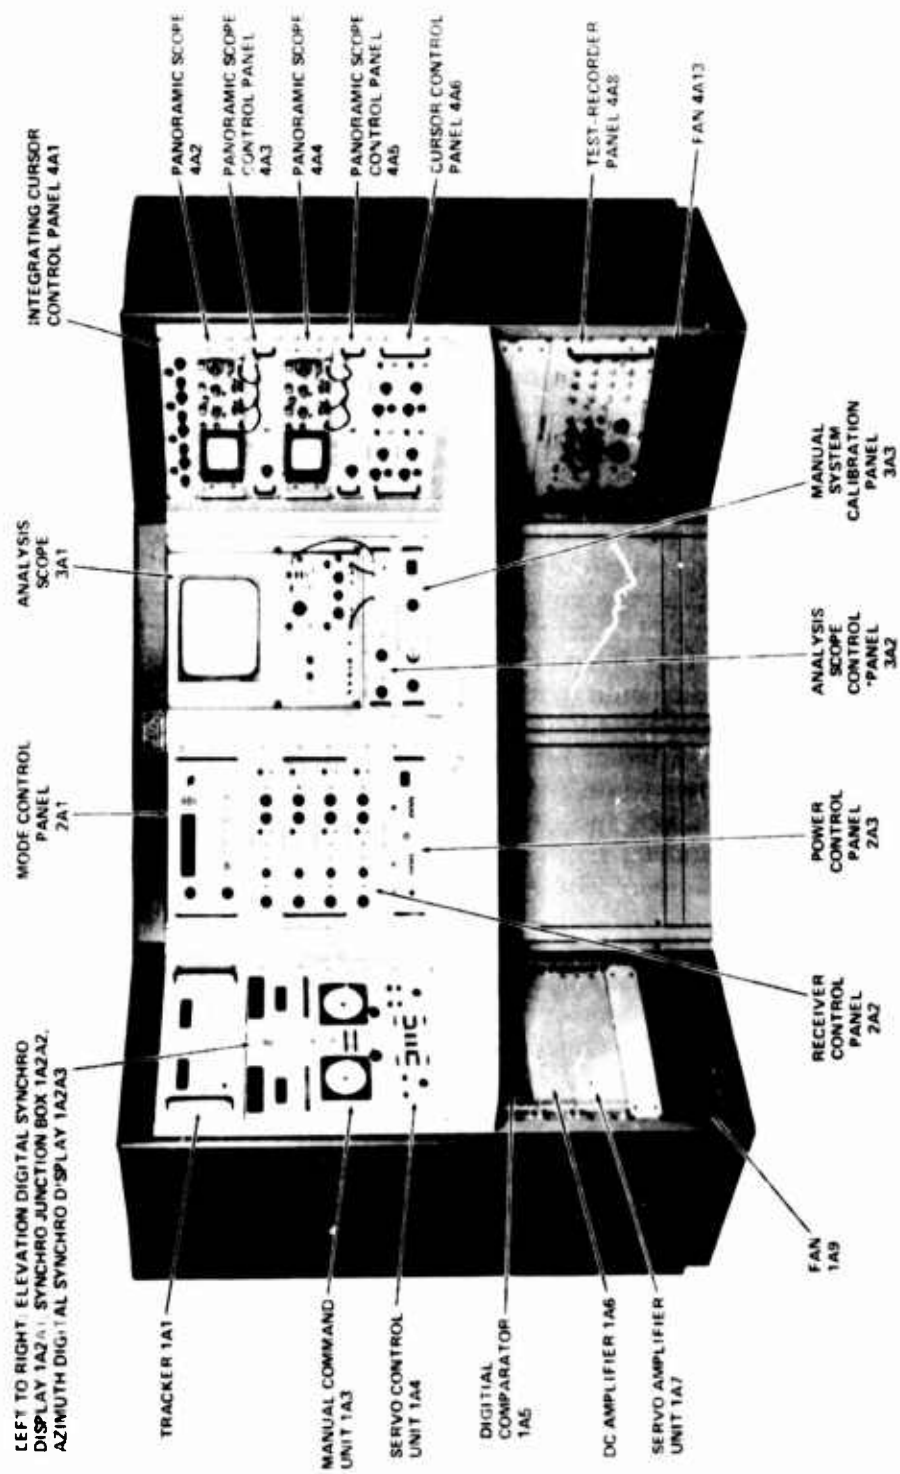 LEFT TO RIGHT: ELEVATION DIGITAL SYNCHRO
DISPLAY 1A2A1, SYNCHRO JUNCTION BOX 1A2A2,
AZIMUTH DIGITAL SYNCHRO DISPLAY 1A2A3
MODE CONTROL
PANEL
2A1
ANALYSIS
SCOPE
3A1
INTEGRATING CURSOR
CONTROL PANEL 4A1
TRACKER 1A1
MANUAL COMMAND
UNIT 1A3
SERVO CONTROL
UNIT 1A4
DIGITIAL
COMPARATOR
1A5
DC AMPLIFIER 1A6
SERVO AMPLIFIER
UNIT 1A7
PANORAMIC SCOPE
4A2
PANORAMIC SCOPE
CONTROL PANEL
4A3
PANORAMIC SCOPE
4A4
PANORAMIC SCOPE
CONTROL PANEL
4A5
CURSOR CONTROL
PANEL 4A6
TEST-RECORDER
PANEL 4A8
FAN 4A13
FAN
1A9
RECEIVER
CONTROL
PANEL
2A2
POWER
CONTROL
PANEL
2A3
ANALYSIS
SCOPE
CONTROL
PANEL
3A2
MANUAL
SYSTEM
CALIBRATION
PANEL
3A3